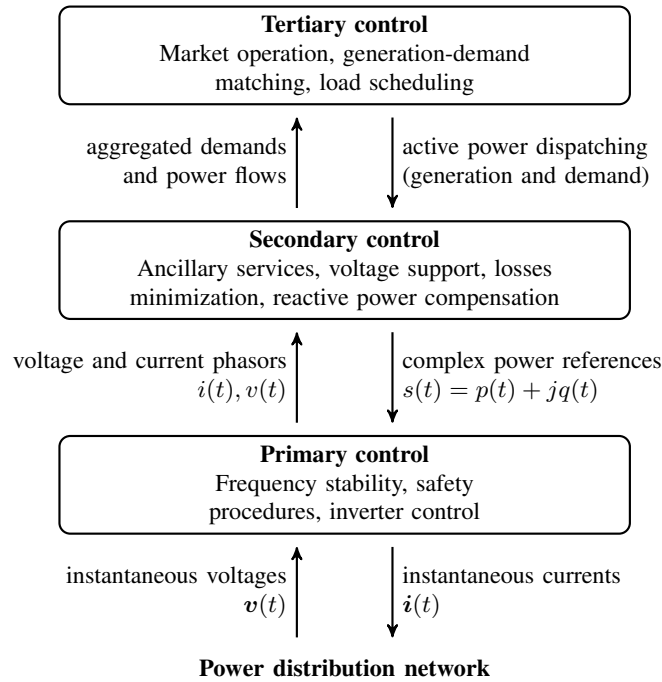 Tertiary control
Market operation, generation-demand
matching, load scheduling
aggregated demands
and power flows
active power dispatching
(generation and demand)
Secondary control
Ancillary services, voltage support, losses
minimization, reactive power compensation
voltage and current phasors
i(t), v(t)
complex power references
s(t) = p(t) + jq(t)
Primary control
Frequency stability, safety
procedures, inverter control
instantaneous voltages
v(t)
instantaneous currents
i(t)
Power distribution network